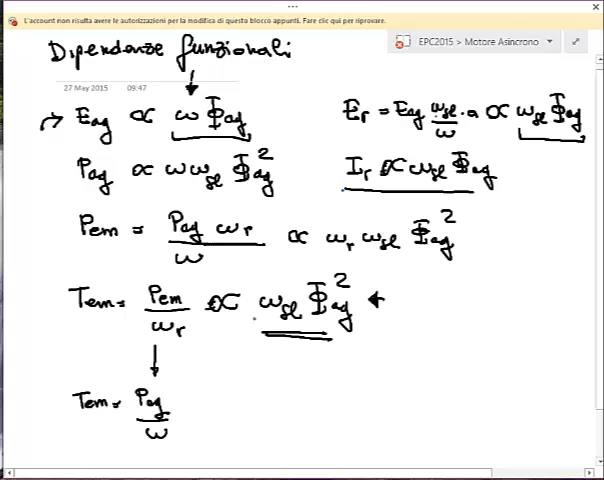 L'account non risulta avere le autorizzazioni per la modifica di questo blocco appunti. Fare clic qui per riprovare.
Dipendenze funzionali
EPC2015 > Motore Asincrono
27 May 2015 09:47
Eag ∝ ω Φag
Er = Eag ωsl/ω · a ∝ ωsl Φag
Pag ∝ ω ωsl Φag²
Ir ∝ ωsl Φag
Pem = Pag ωr / ω ∝ ωr ωsl Φag²
Tem = Pem / ωr ∝ ωsl Φag² ←
Tem = Pag / ω